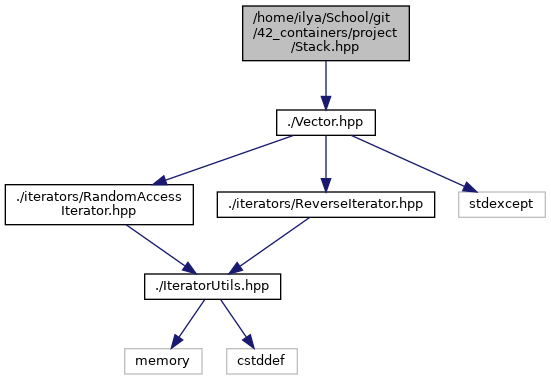 /home/ilya/School/git
/42_containers/project
/Stack.hpp
./Vector.hpp
./iterators/RandomAccess
Iterator.hpp
./iterators/ReverseIterator.hpp
stdexcept
./IteratorUtils.hpp
memory
cstddef